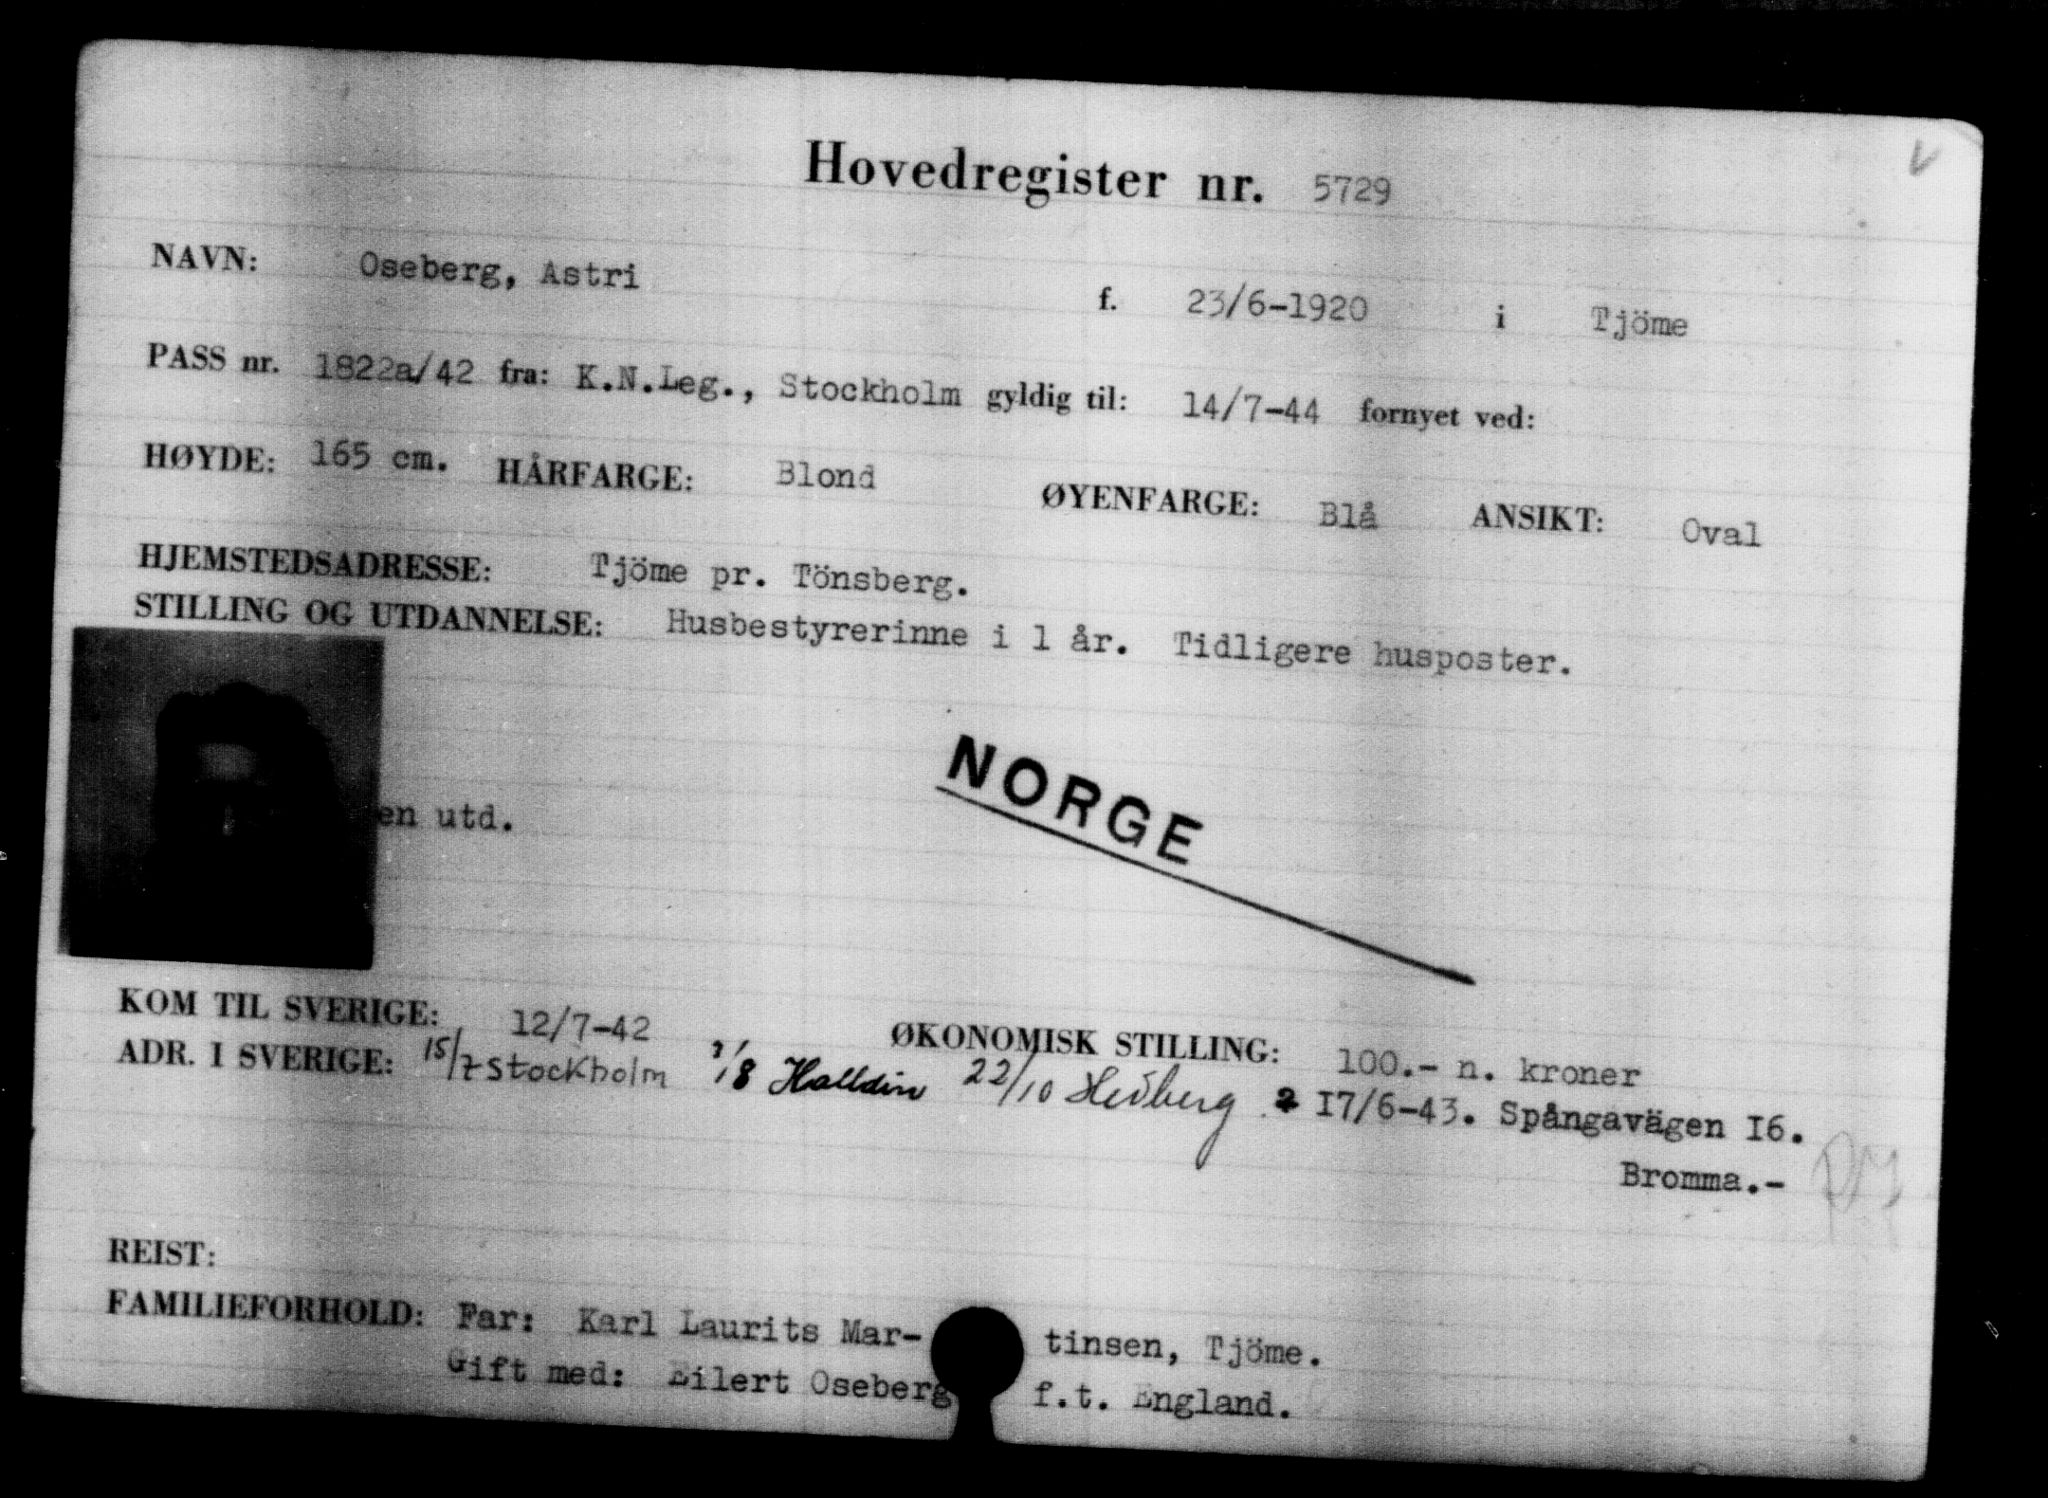 Hovedregister nr. 5729
NAVN: Oseberg, Astri f. 23/6-1920 i Tjöme
PASS nr. 1822a/42 fra: K.N.Leg., Stockholm gyldig til: 14/7-44 fornyet ved:
HØYDE: 165 cm. HÅRFARGE: Blond ØYENFARGE: Blå ANSIKT: Oval
HJEMSTEDSADRESSE: Tjöme pr. Tönsberg.
STILLING OG UTDANNELSE: Husbestyrerinne i 1 år. Tidligere husposter.
en utd.
NORGE
KOM TIL SVERIGE: 12/7-42 ØKONOMISK STILLING: 100.- n. kroner
ADR. I SVERIGE: 15/7 Stockholm /8 Halldin 22/10 Hedberg 17/6-43. Spångavägen 16.
Bromma.-
REIST:
FAMILIEFORHOLD: Far: Karl Laurits Mar- tinsen, Tjöme.
Gift med: Eilert Oseberg f.t. England.